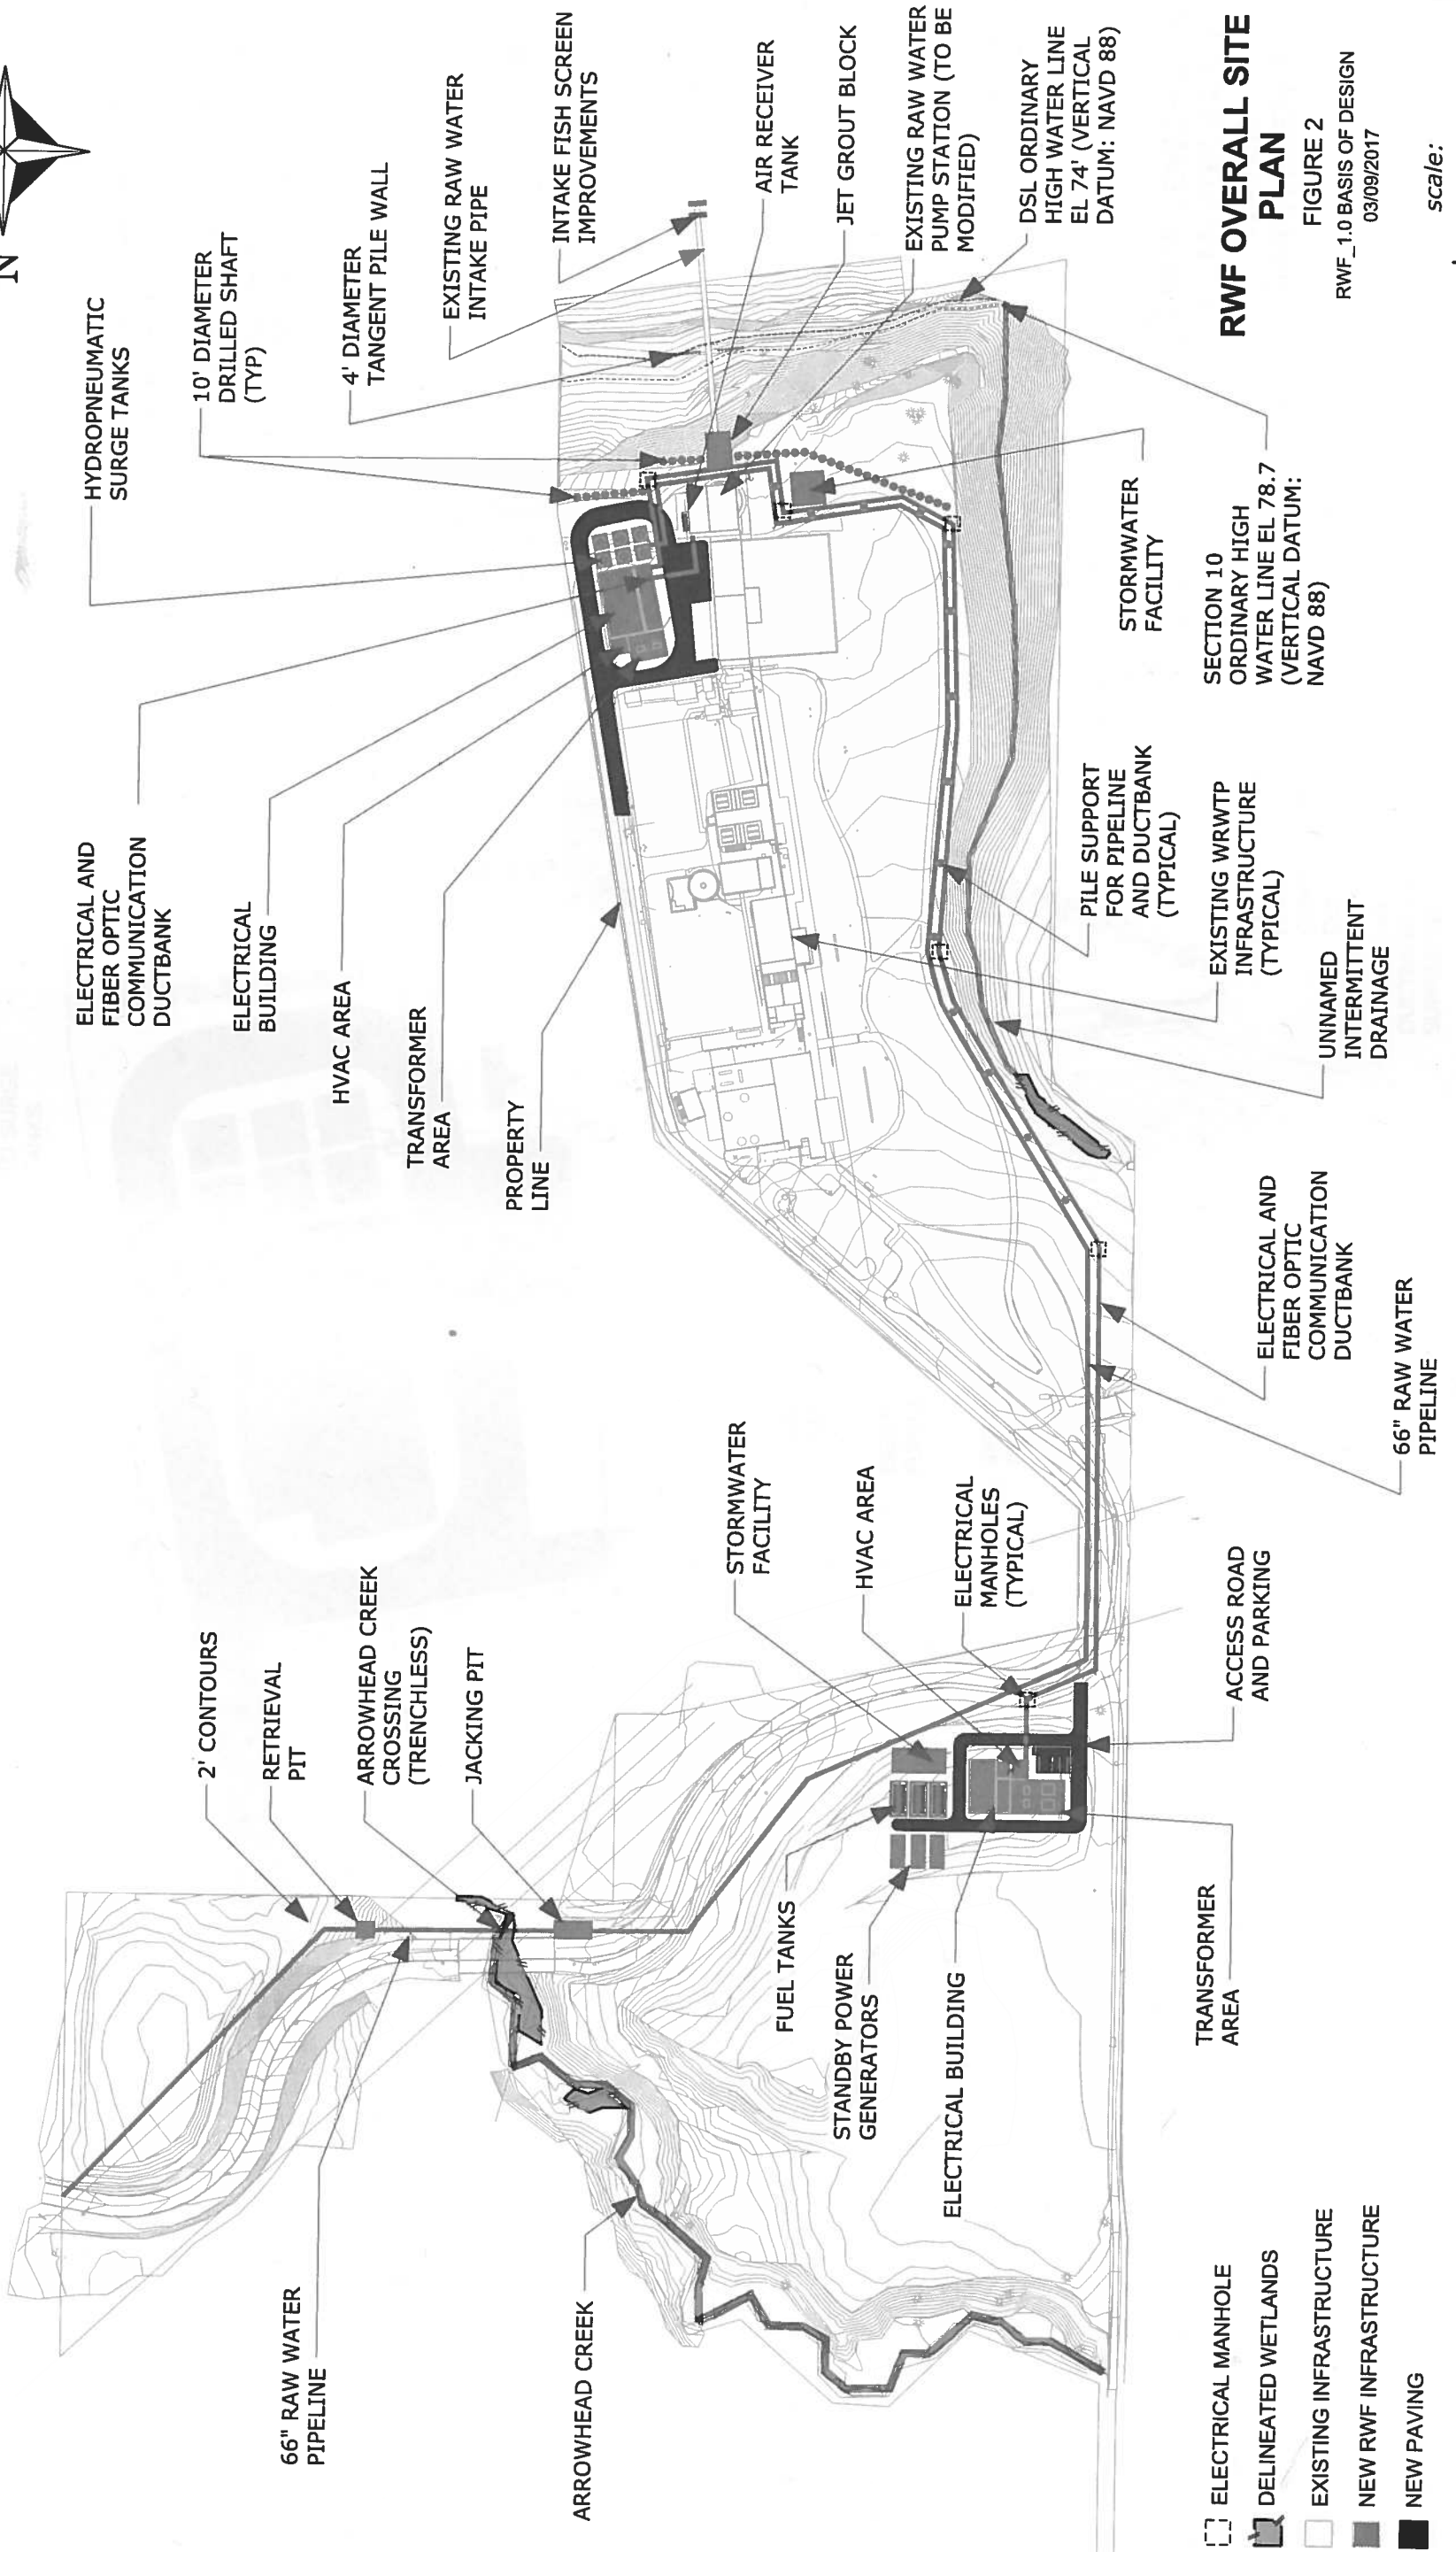 N
HYDROPNEUMATIC
SURGE TANKS
10' DIAMETER
DRILLED SHAFT
(TYP)
4' DIAMETER
TANGENT PILE WALL
EXISTING RAW WATER
INTAKE PIPE
INTAKE FISH SCREEN
IMPROVEMENTS
AIR RECEIVER
TANK
JET GROUT BLOCK
EXISTING RAW WATER
PUMP STATION (TO BE
MODIFIED)
DSL ORDINARY
HIGH WATER LINE
EL 74' (VERTICAL
DATUM: NAVD 88)
ELECTRICAL AND
FIBER OPTIC
COMMUNICATION
DUCTBANK
ELECTRICAL
BUILDING
HVAC AREA
TRANSFORMER
AREA
PROPERTY
LINE
STORMWATER
FACILITY
SECTION 10
ORDINARY HIGH
WATER LINE EL 78.7
(VERTICAL DATUM:
NAVD 88)
PILE SUPPORT
FOR PIPELINE
AND DUCTBANK
(TYPICAL)
EXISTING WRWTP
INFRASTRUCTURE
(TYPICAL)
UNNAMED
INTERMITTENT
DRAINAGE
ELECTRICAL AND
FIBER OPTIC
COMMUNICATION
DUCTBANK
66" RAW WATER
PIPELINE
2' CONTOURS
RETRIEVAL
PIT
ARROWHEAD CREEK
CROSSING
(TRENCHLESS)
JACKING PIT
STORMWATER
FACILITY
HVAC AREA
ELECTRICAL
MANHOLES
(TYPICAL)
ACCESS ROAD
AND PARKING
66" RAW WATER
PIPELINE
ARROWHEAD CREEK
FUEL TANKS
STANDBY POWER
GENERATORS
ELECTRICAL BUILDING
TRANSFORMER
AREA
ELECTRICAL MANHOLE
DELINEATED WETLANDS
EXISTING INFRASTRUCTURE
NEW RWF INFRASTRUCTURE
NEW PAVING
RWF OVERALL SITE
PLAN
FIGURE 2
RWF_1.0 BASIS OF DESIGN
03/09/2017
scale: